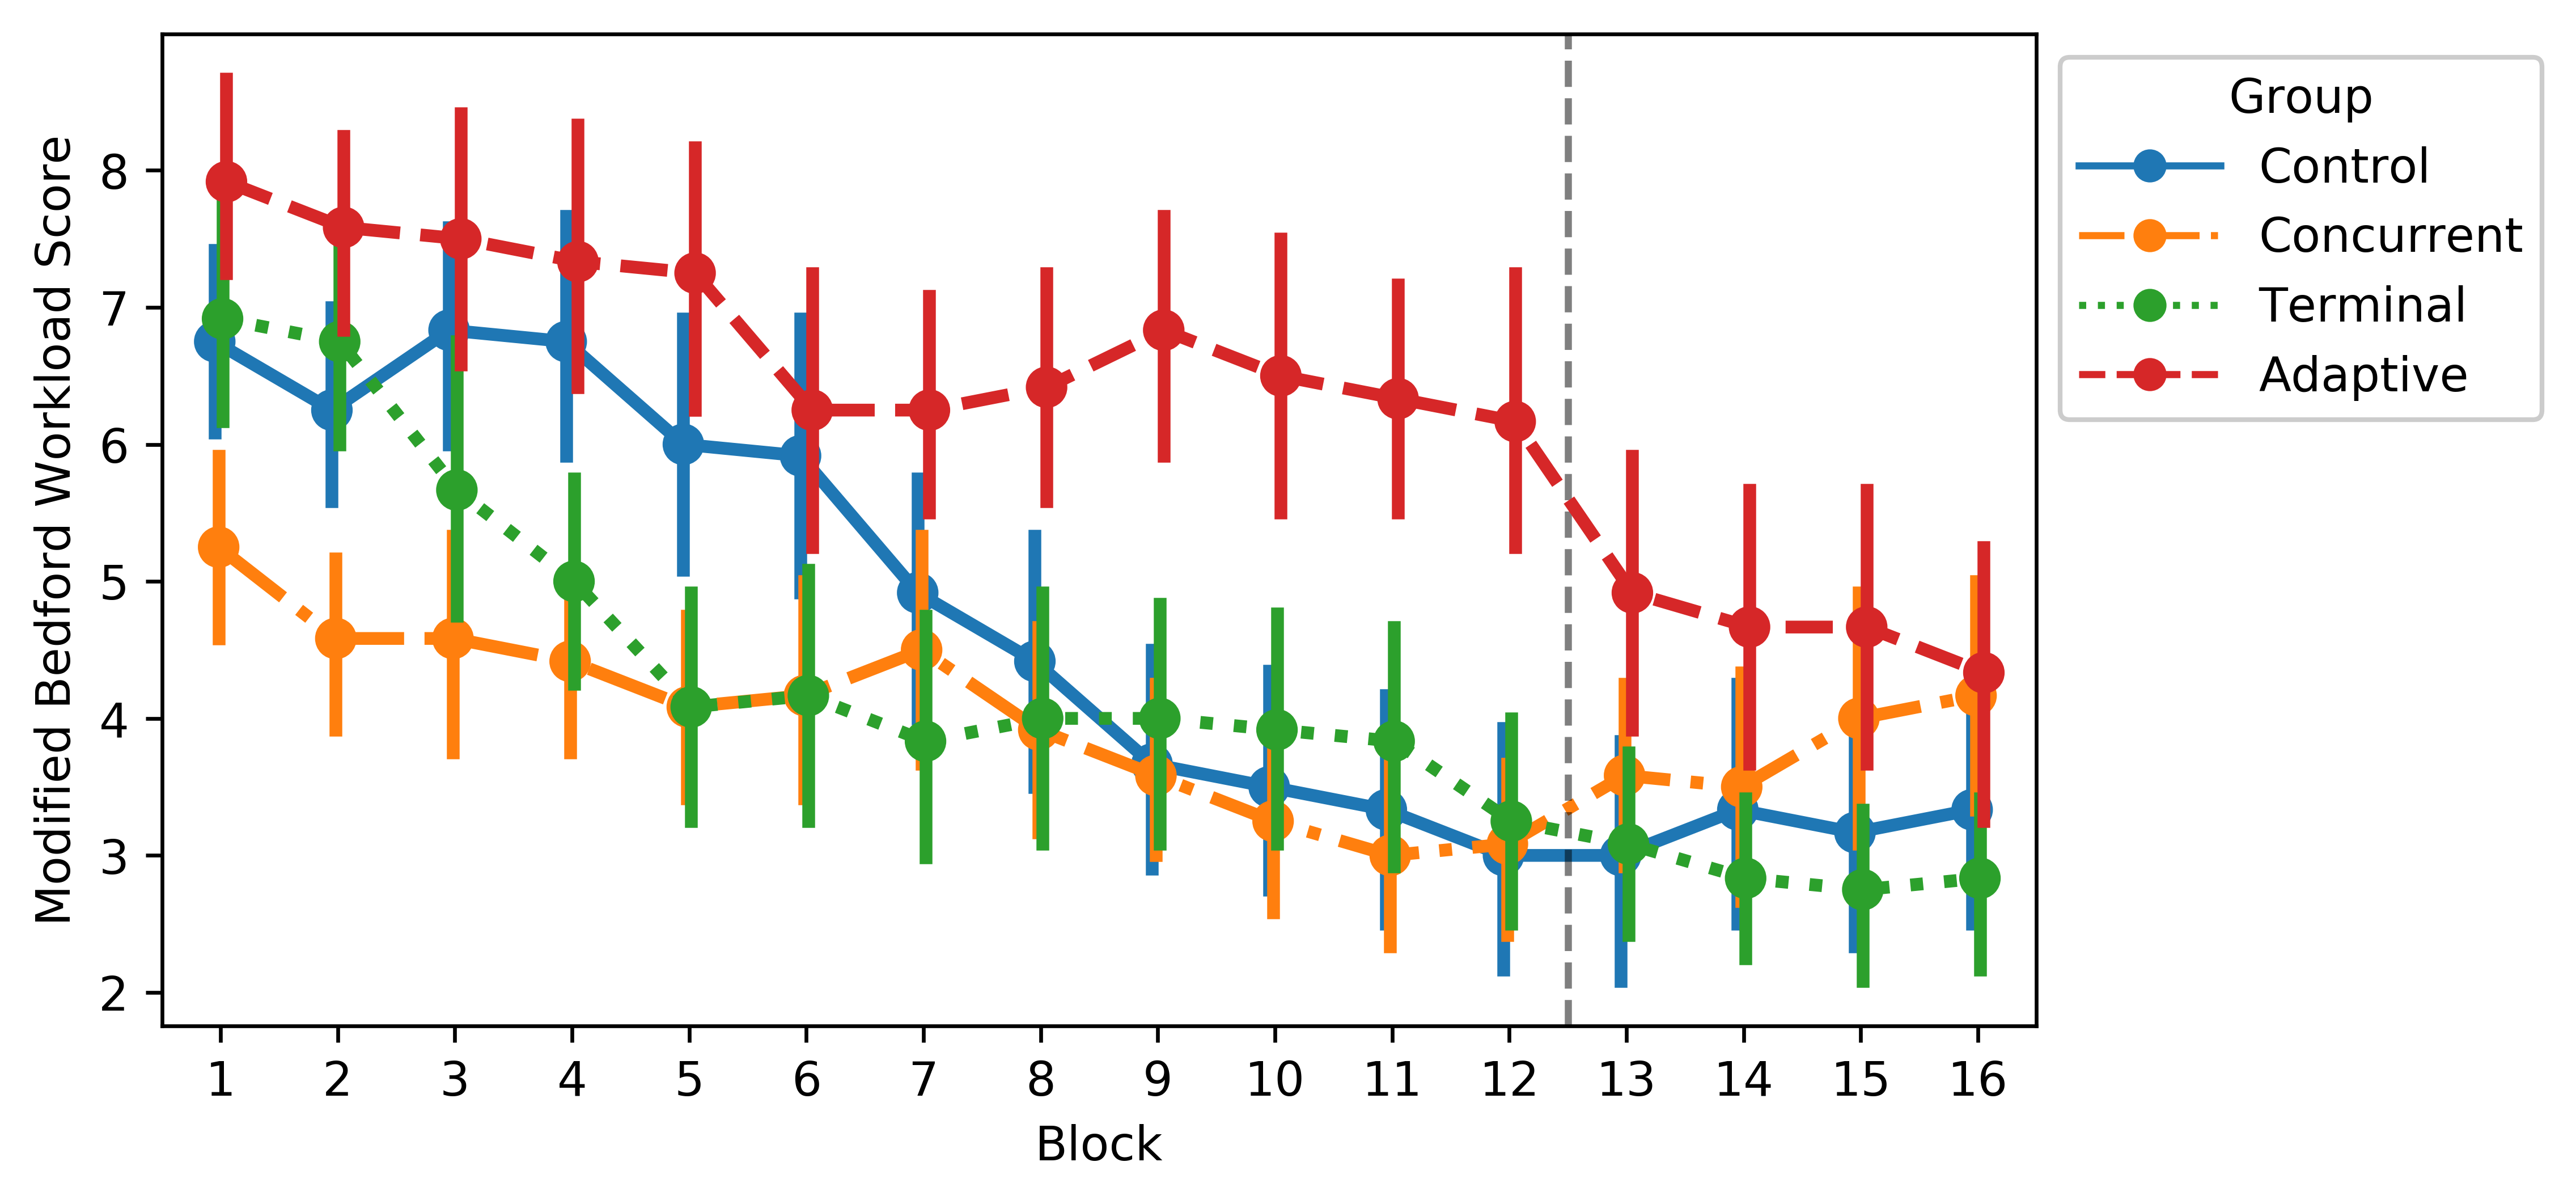 Modified Bedford Workload Score
8
7
6
5
4
3
2
1 2 3 4 5 6 7 8 9 10 11 12 13 14 15 16
Block
Group
Control
Concurrent
Terminal
Adaptive